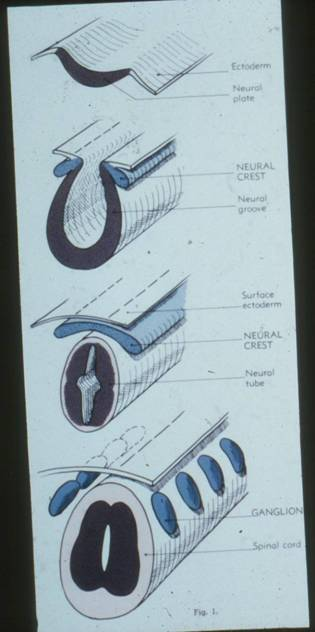 Ectoderm
Neural
plate
NEURAL
CREST
Neural
groove
Surface
ectoderm
NEURAL
CREST
Neural
tube
GANGLION
Spinal cord
Fig. 1.